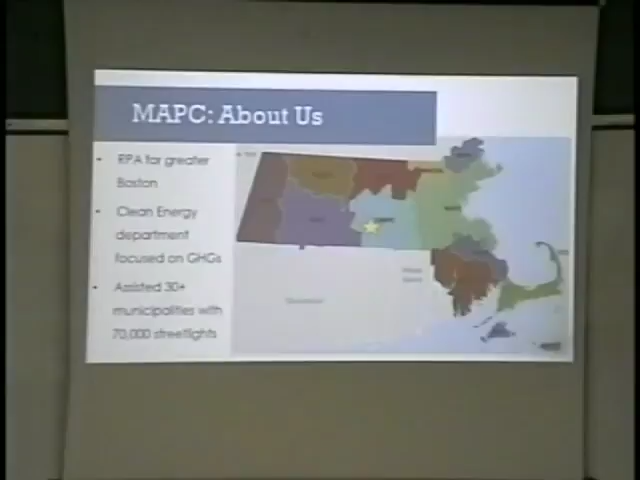 MAPC: About Us
• RPA for greater
Boston
• Clean Energy
department
focused on GHGs
• Assisted 30+
municipalities with
70,000 streetlights